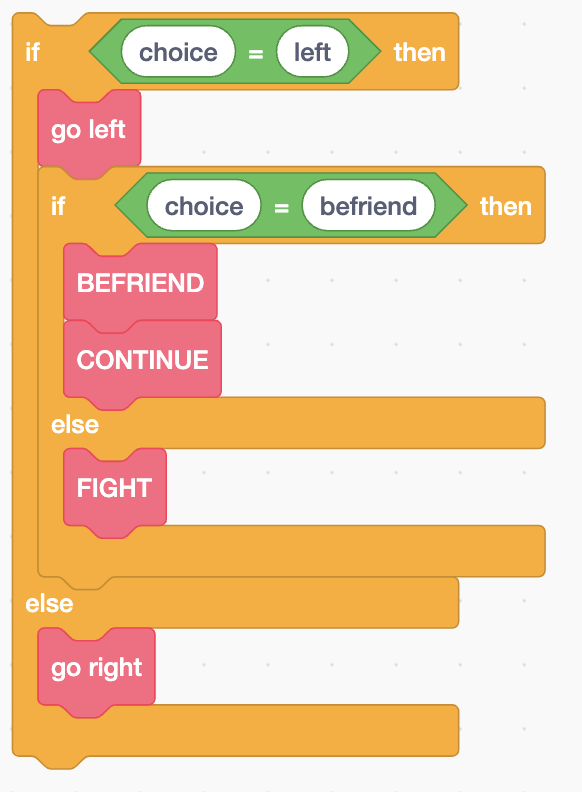 if choice = left then
go left
if choice = befriend then
BEFRIEND
CONTINUE
else
FIGHT
else
go right